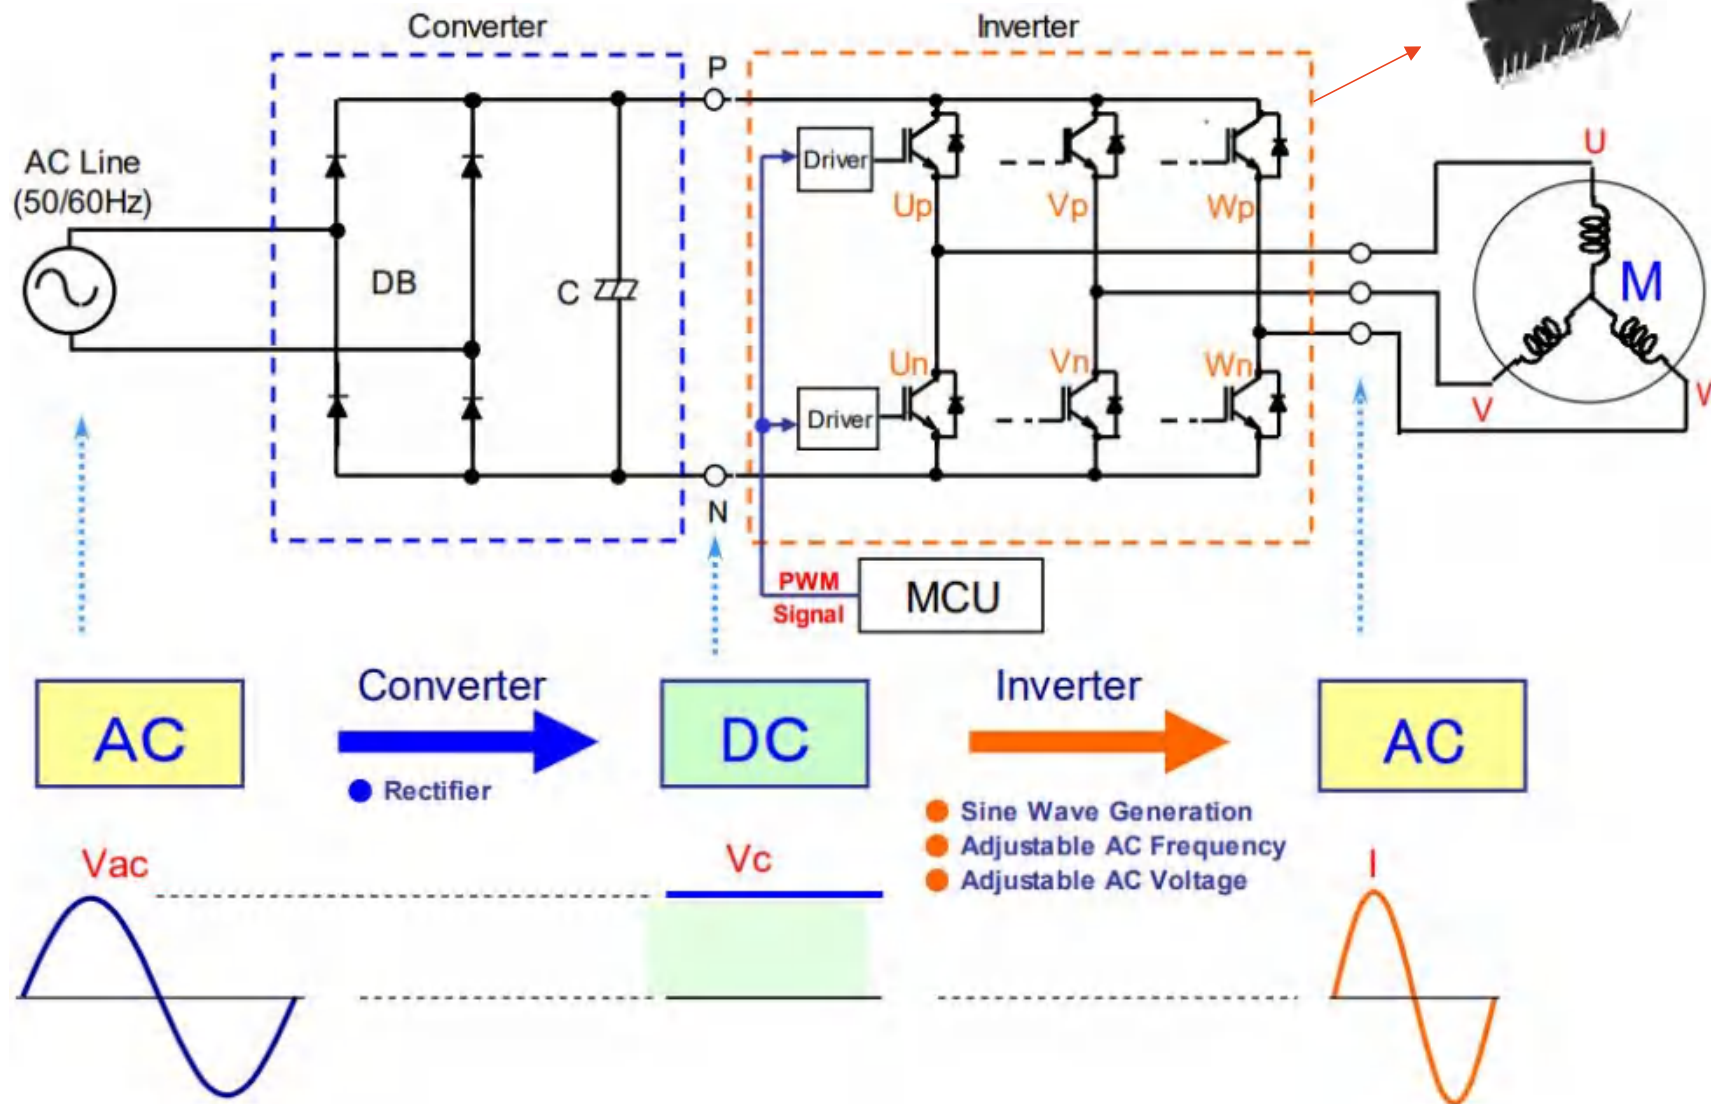 Converter
Inverter
P
AC Line
(50/60Hz)
DB
C
Driver
Up
Vp
Wp
U
M
Un
Vn
Wn
Driver
V
N
PWM
Signal
MCU
Converter
Inverter
AC
DC
AC
Rectifier
Sine Wave Generation
Adjustable AC Frequency
Adjustable AC Voltage
Vac
Vc
I